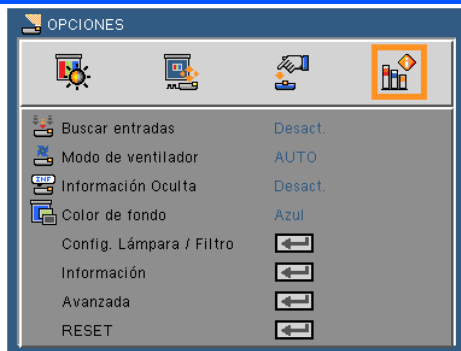 OPCIONES
Buscar entradas Desact.
Modo de ventilador AUTO
INF
Información Oculta Desact.
Color de fondo Azul
Config. Lámpara / Filtro
Información
Avanzada
RESET